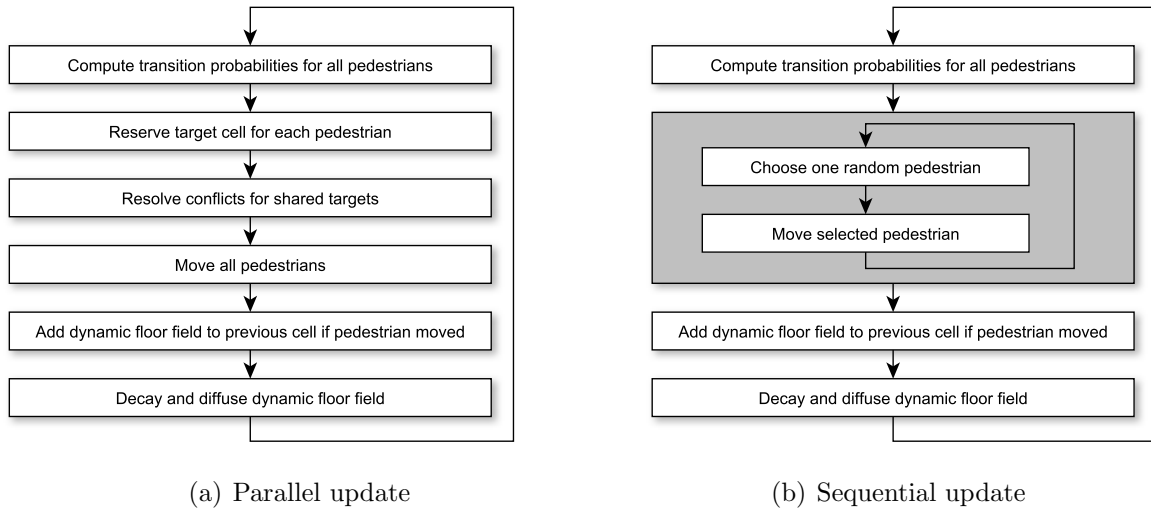 Compute transition probabilities for all pedestrians
Reserve target cell for each pedestrian
Resolve conflicts for shared targets
Move all pedestrians
Add dynamic floor field to previous cell if pedestrian moved
Decay and diffuse dynamic floor field
(a) Parallel update
Compute transition probabilities for all pedestrians
Choose one random pedestrian
Move selected pedestrian
Add dynamic floor field to previous cell if pedestrian moved
Decay and diffuse dynamic floor field
(b) Sequential update